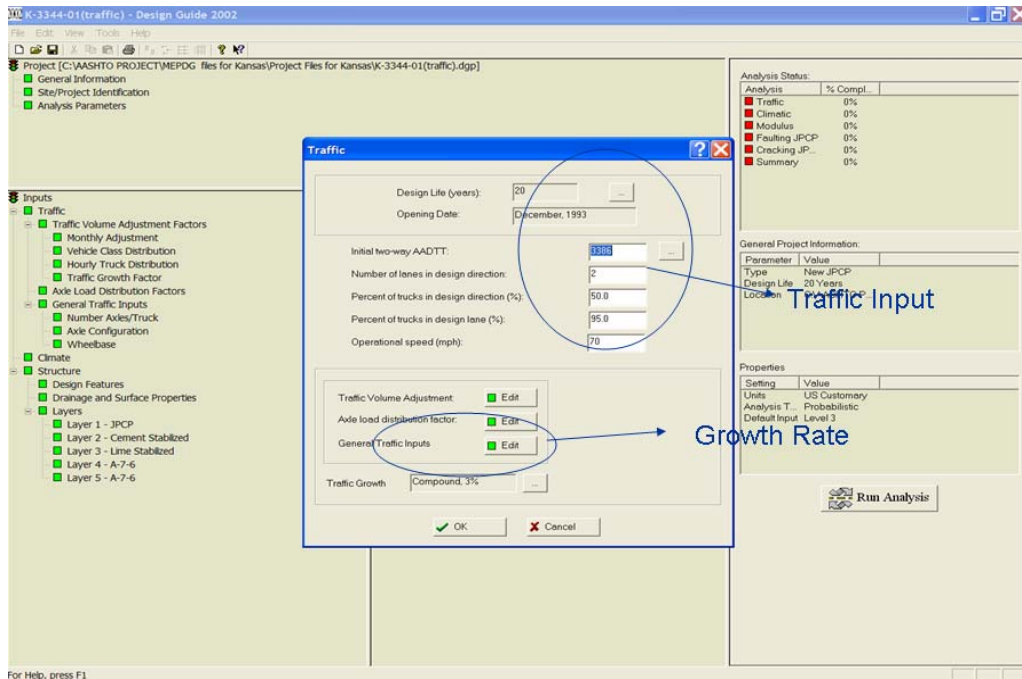 K-3344-01(traffic) - Design Guide 2002
File Edit View Tools Help
Project [C:\AASHTO PROJECT\MEPDG files for Kansas\Project Files for Kansas\K-3344-01(traffic).dgp]
General Information
Site/Project Identification
Analysis Parameters
Inputs
Traffic
Traffic Volume Adjustment Factors
Monthly Adjustment
Vehicle Class Distribution
Hourly Truck Distribution
Traffic Growth Factor
Axle Load Distribution Factors
General Traffic Inputs
Number Axles/Truck
Axle Configuration
Wheelbase
Climate
Structure
Design Features
Drainage and Surface Properties
Layers
Layer 1 - JPCP
Layer 2 - Cement Stabilized
Layer 3 - Lime Stabilized
Layer 4 - A-7-6
Layer 5 - A-7-6
Traffic
Design Life (years): 20 ...
Opening Date: December, 1993
Initial two-way AADTT: 3386 ...
Number of lanes in design direction: 2
Percent of trucks in design direction (%): 50.0
Percent of trucks in design lane (%): 95.0
Operational speed (mph): 70
Traffic Volume Adjustment Edit
Axle load distribution factor: Edit
General Traffic Inputs Edit
Traffic Growth Compound, 3% ...
OK Cancel
Traffic Input
Growth Rate
Analysis Status:
Analysis % Compl...
Traffic 0%
Climatic 0%
Modulus 0%
Faulting JPCP 0%
Cracking JP... 0%
Summary 0%
General Project Information:
Parameter Value
Type New JPCP
Design Life 20 Years
Location
Properties
Setting Value
Units US Customary
Analysis T... Probabilistic
Default Input Level 3
Run Analysis
For Help, press F1